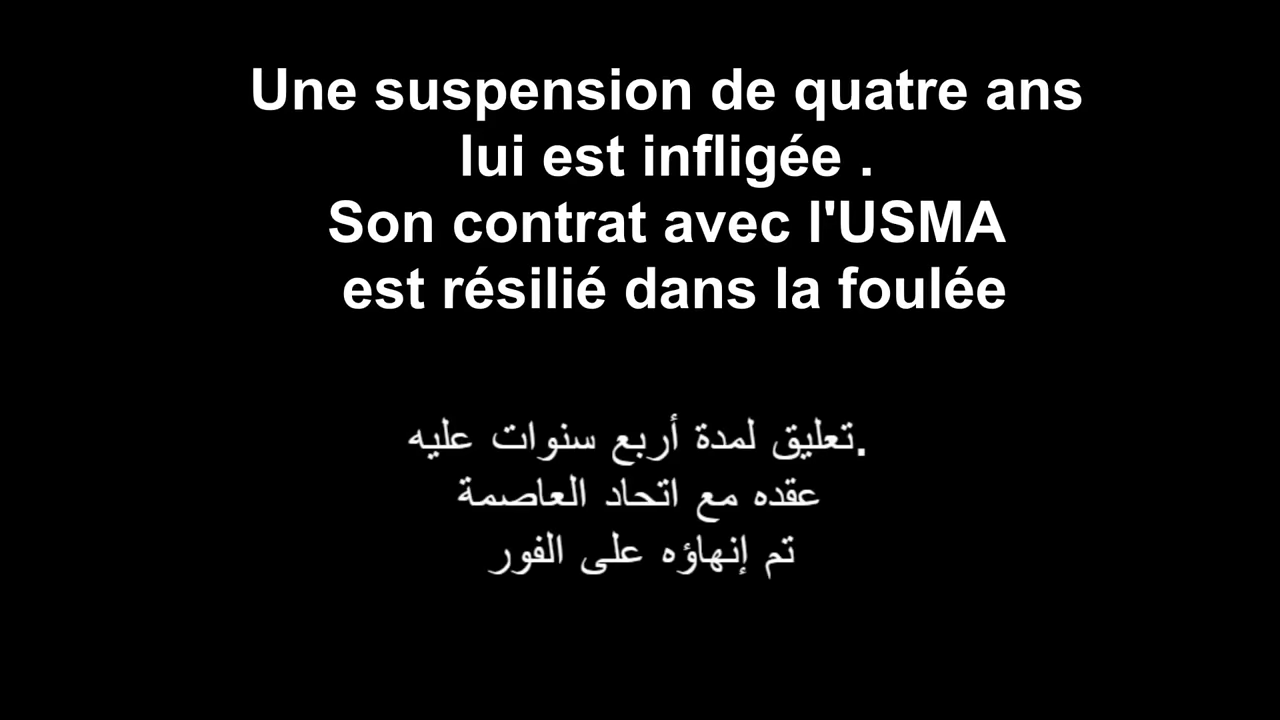 Une suspension de quatre ans
lui est infligée .
Son contrat avec l'USMA
est résilié dans la foulée
تعليق لمدة أربع سنوات عليه.
عقده مع اتحاد العاصمة
تم إنهاؤه على الفور